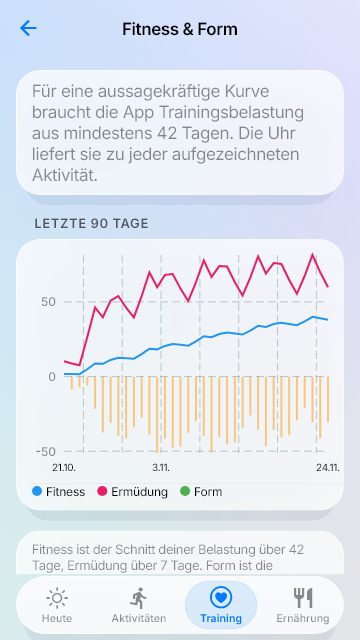 Fitness & Form
Für eine aussagekräftige Kurve
braucht die App Trainingsbelastung
aus mindestens 42 Tagen. Die Uhr
liefert sie zu jeder aufgezeichneten
Aktivität.
LETZTE 90 TAGE
50
0
-50
21.10. 3.11. 24.11.
Fitness Ermüdung Form
Fitness ist der Schnitt deiner Belastung über 42
Tage, Ermüdung über 7 Tage. Form ist die
Heute Aktivitäten Training Ernährung